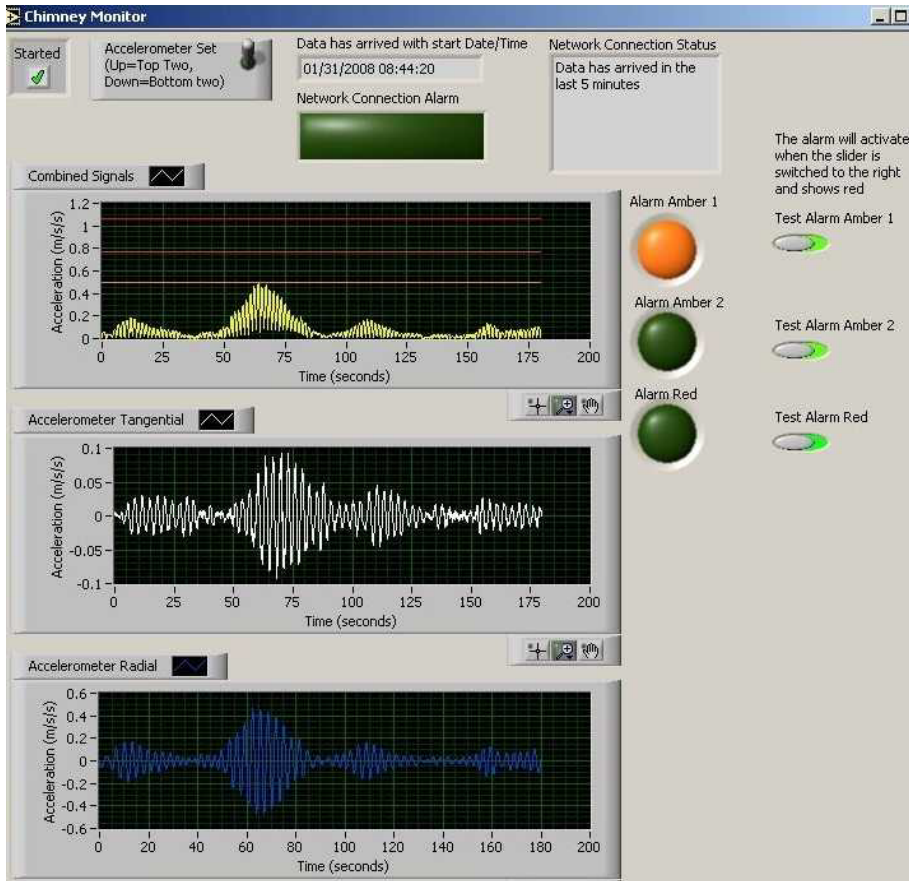 Chimney Monitor
Started
Accelerometer Set
(Up=Top Two,
Down=Bottom two)
Data has arrived with start Date/Time
01/31/2008 08:44:20
Network Connection Alarm
Network Connection Status
Data has arrived in the
last 5 minutes
The alarm will activate
when the slider is
switched to the right
and shows red
Combined Signals
Acceleration (m/s/s)
1.2
1
0.8
0.6
0.4
0.2
0
0 25 50 75 100 125 150 175 200
Time (seconds)
Alarm Amber 1
Test Alarm Amber 1
Alarm Amber 2
Test Alarm Amber 2
Alarm Red
Test Alarm Red
Accelerometer Tangential
Acceleration (m/s/s)
0.1
0.05
0
-0.05
-0.1
0 25 50 75 100 125 150 175 200
Time (seconds)
Accelerometer Radial
Acceleration (m/s/s)
0.6
0.4
0.2
0
-0.2
-0.4
-0.6
0 20 40 60 80 100 120 140 160 180 200
Time (seconds)